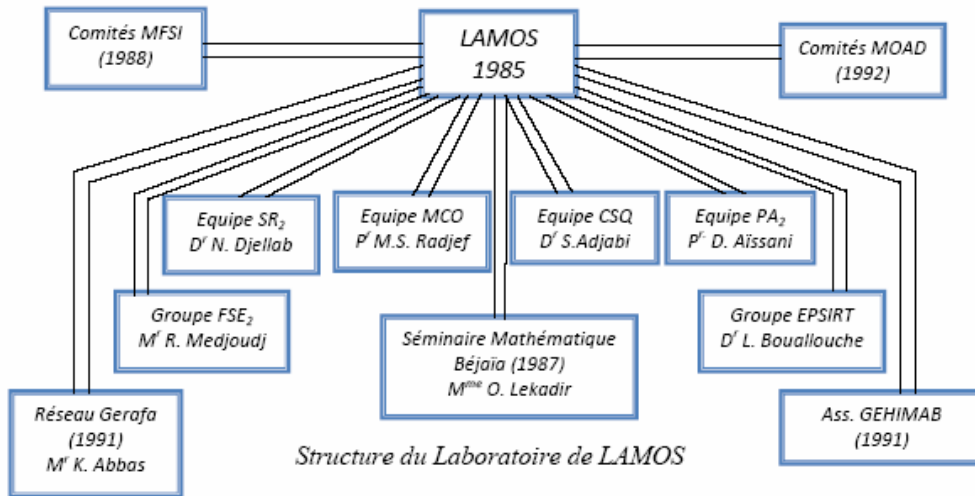 Comités MFSI
(1988)
LAMOS
1985
Comités MOAD
(1992)
Equipe SR₂
Dʳ N. Djellab
Equipe MCO
Pʳ M.S. Radjef
Equipe CSQ
Dʳ S.Adjabi
Equipe PA₂
Pʳ· D. Aïssani
Groupe FSE₂
Mʳ R. Medjoudj
Séminaire Mathématique
Béjaïa (1987)
Mᵐᵉ O. Lekadir
Groupe EPSIRT
Dʳ L. Bouallouche
Réseau Gerafa
(1991)
Mʳ K. Abbas
Ass. GEHIMAB
(1991)
Structure du Laboratoire de LAMOS